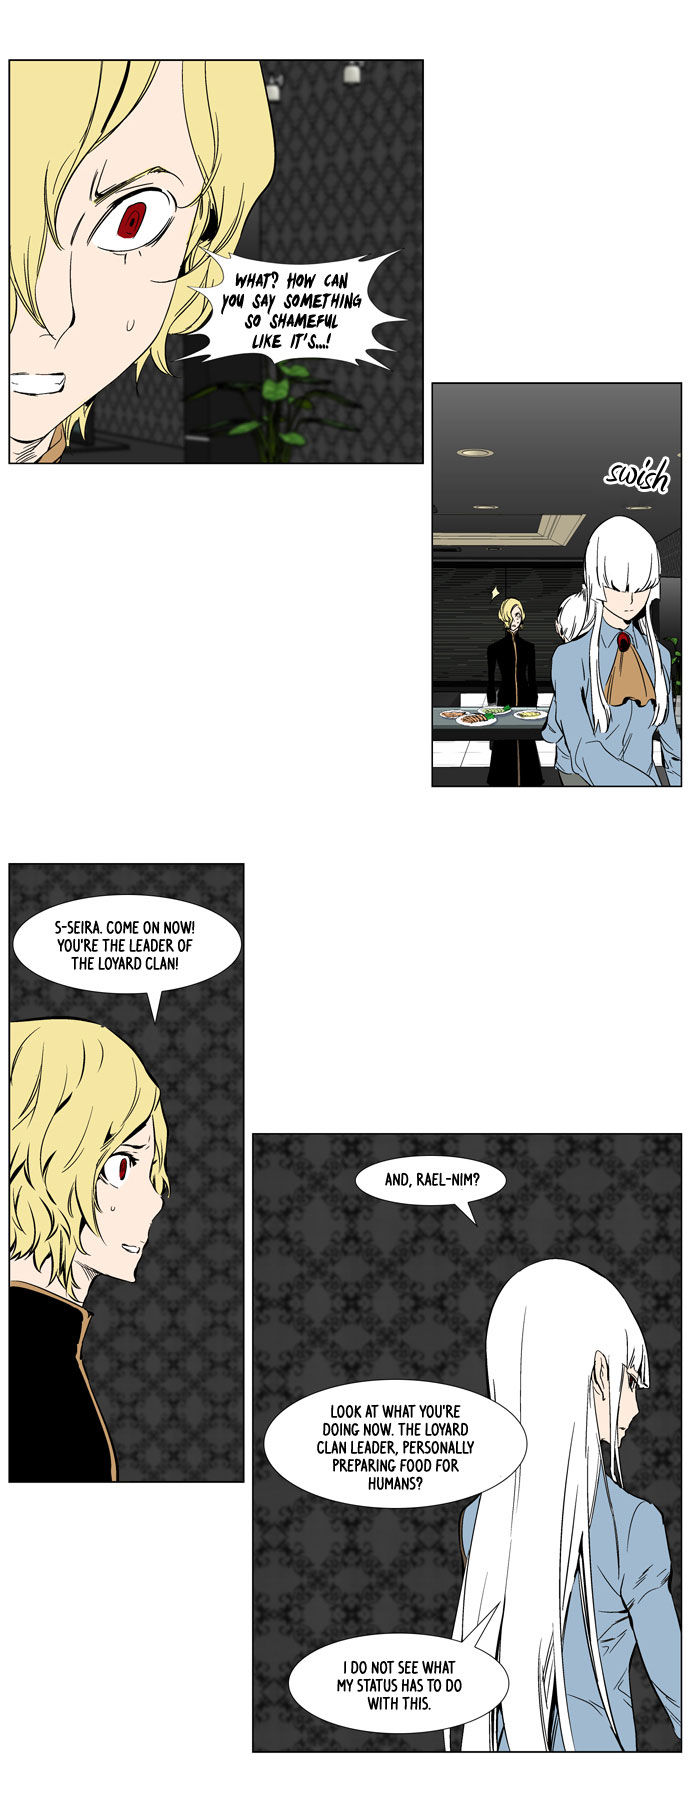 WHAT? HOW CAN
YOU SAY SOMETHING
SO SHAMEFUL
LIKE IT'S...!
swish
S-SEIRA. COME ON NOW!
YOU'RE THE LEADER OF
THE LOYARD CLAN!
AND, RAEL-NIM?
LOOK AT WHAT YOU'RE
DOING NOW. THE LOYARD
CLAN LEADER, PERSONALLY
PREPARING FOOD FOR
HUMANS?
I DO NOT SEE WHAT
MY STATUS HAS TO DO
WITH THIS.